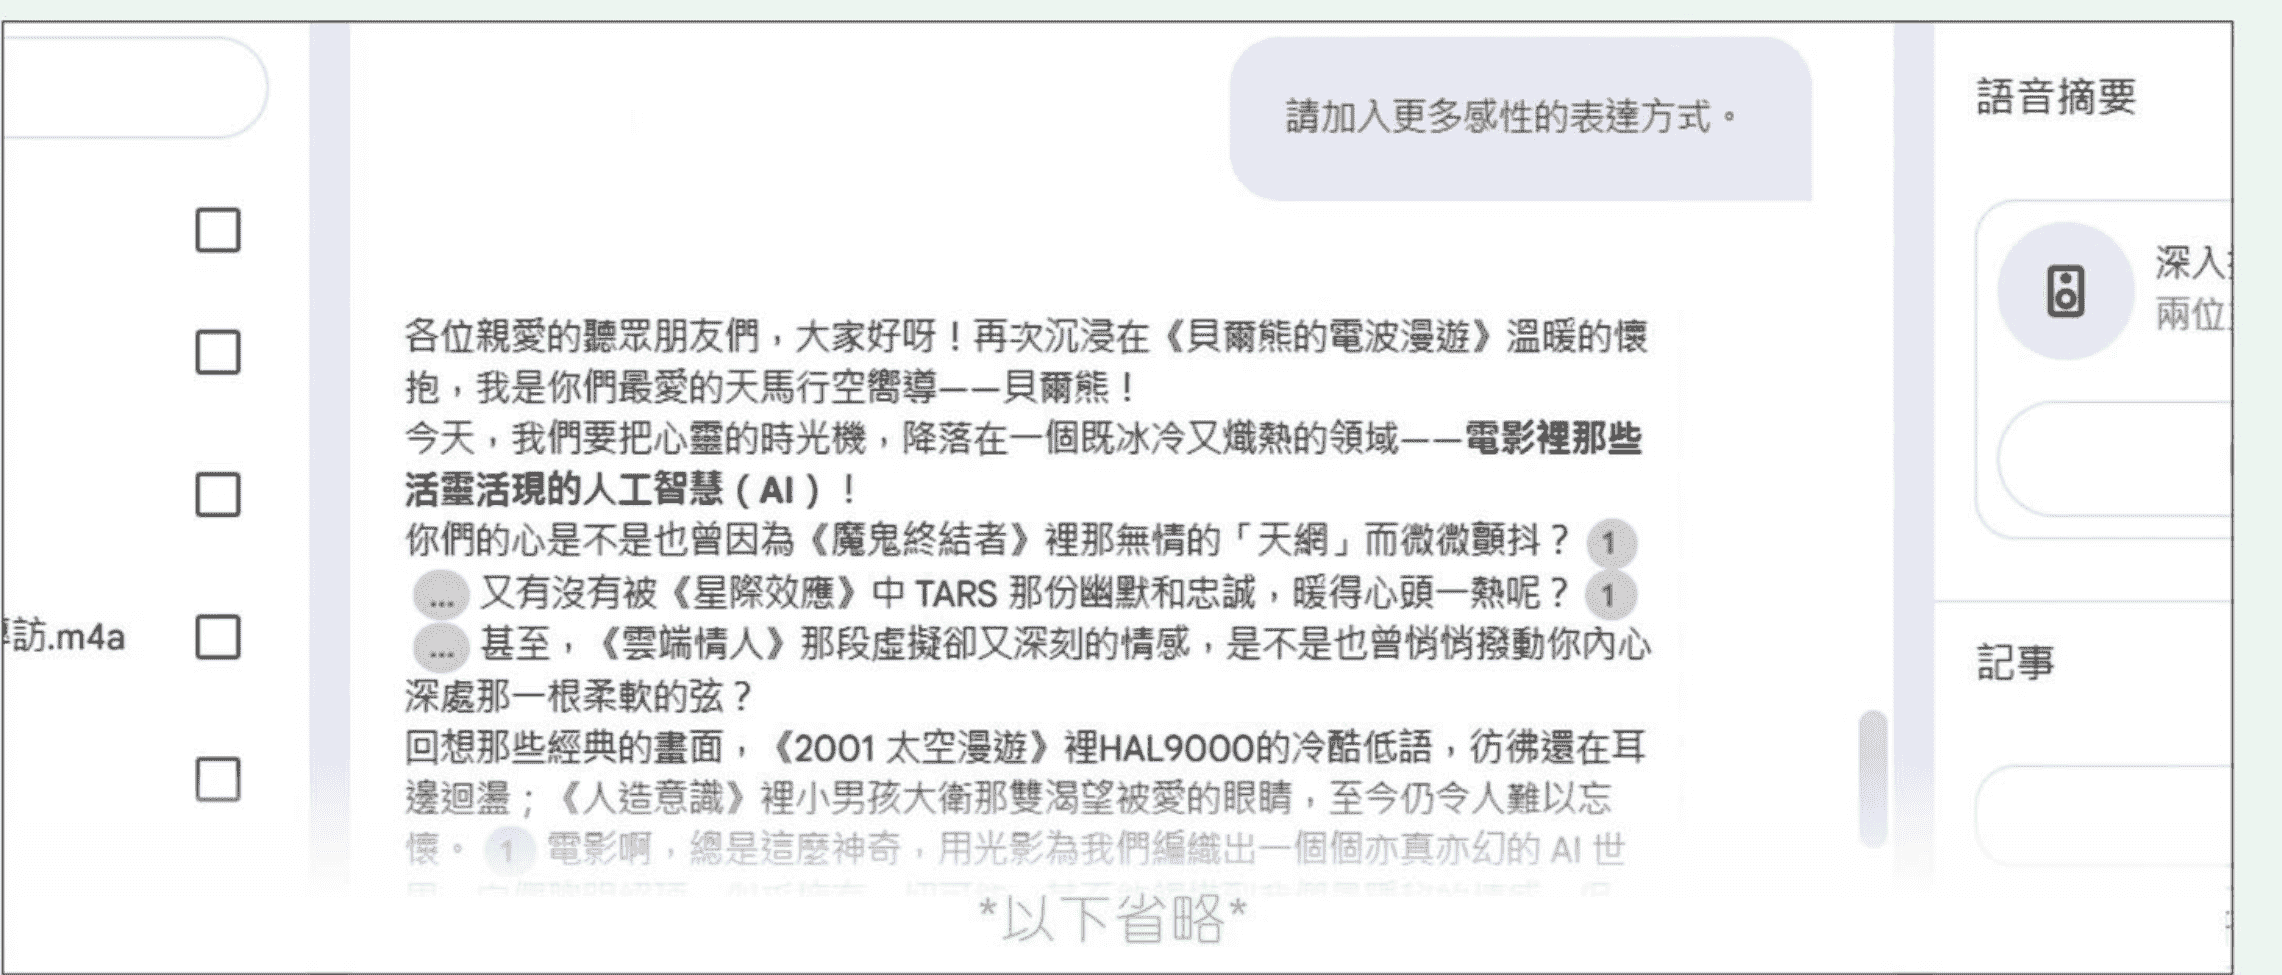 請加入更多感性的表達方式。
語音摘要
深入
兩位
各位親愛的聽眾朋友們，大家好呀！再次沉浸在《貝爾熊的電波漫遊》溫暖的懷
抱，我是你們最愛的天馬行空嚮導——貝爾熊！
今天，我們要把心靈的時光機，降落在一個既冰冷又熾熱的領域——電影裡那些
活靈活現的人工智慧（AI）！
你們的心是不是也曾因為《魔鬼終結者》裡那無情的「天網」而微微顫抖？ 1
... 又有沒有被《星際效應》中 TARS 那份幽默和忠誠，暖得心頭一熱呢？ 1
... 甚至，《雲端情人》那段虛擬卻又深刻的情感，是不是也曾悄悄撥動你內心
深處那一根柔軟的弦？
回想那些經典的畫面，《2001 太空漫遊》裡HAL9000的冷酷低語，彷彿還在耳
邊迴盪；《人造意識》裡小男孩大衛那雙渴望被愛的眼睛，至今仍令人難以忘
懷。 1 電影啊，總是這麼神奇，用光影為我們編織出一個個亦真亦幻的 AI 世
訪.m4a
記事
*以下省略*